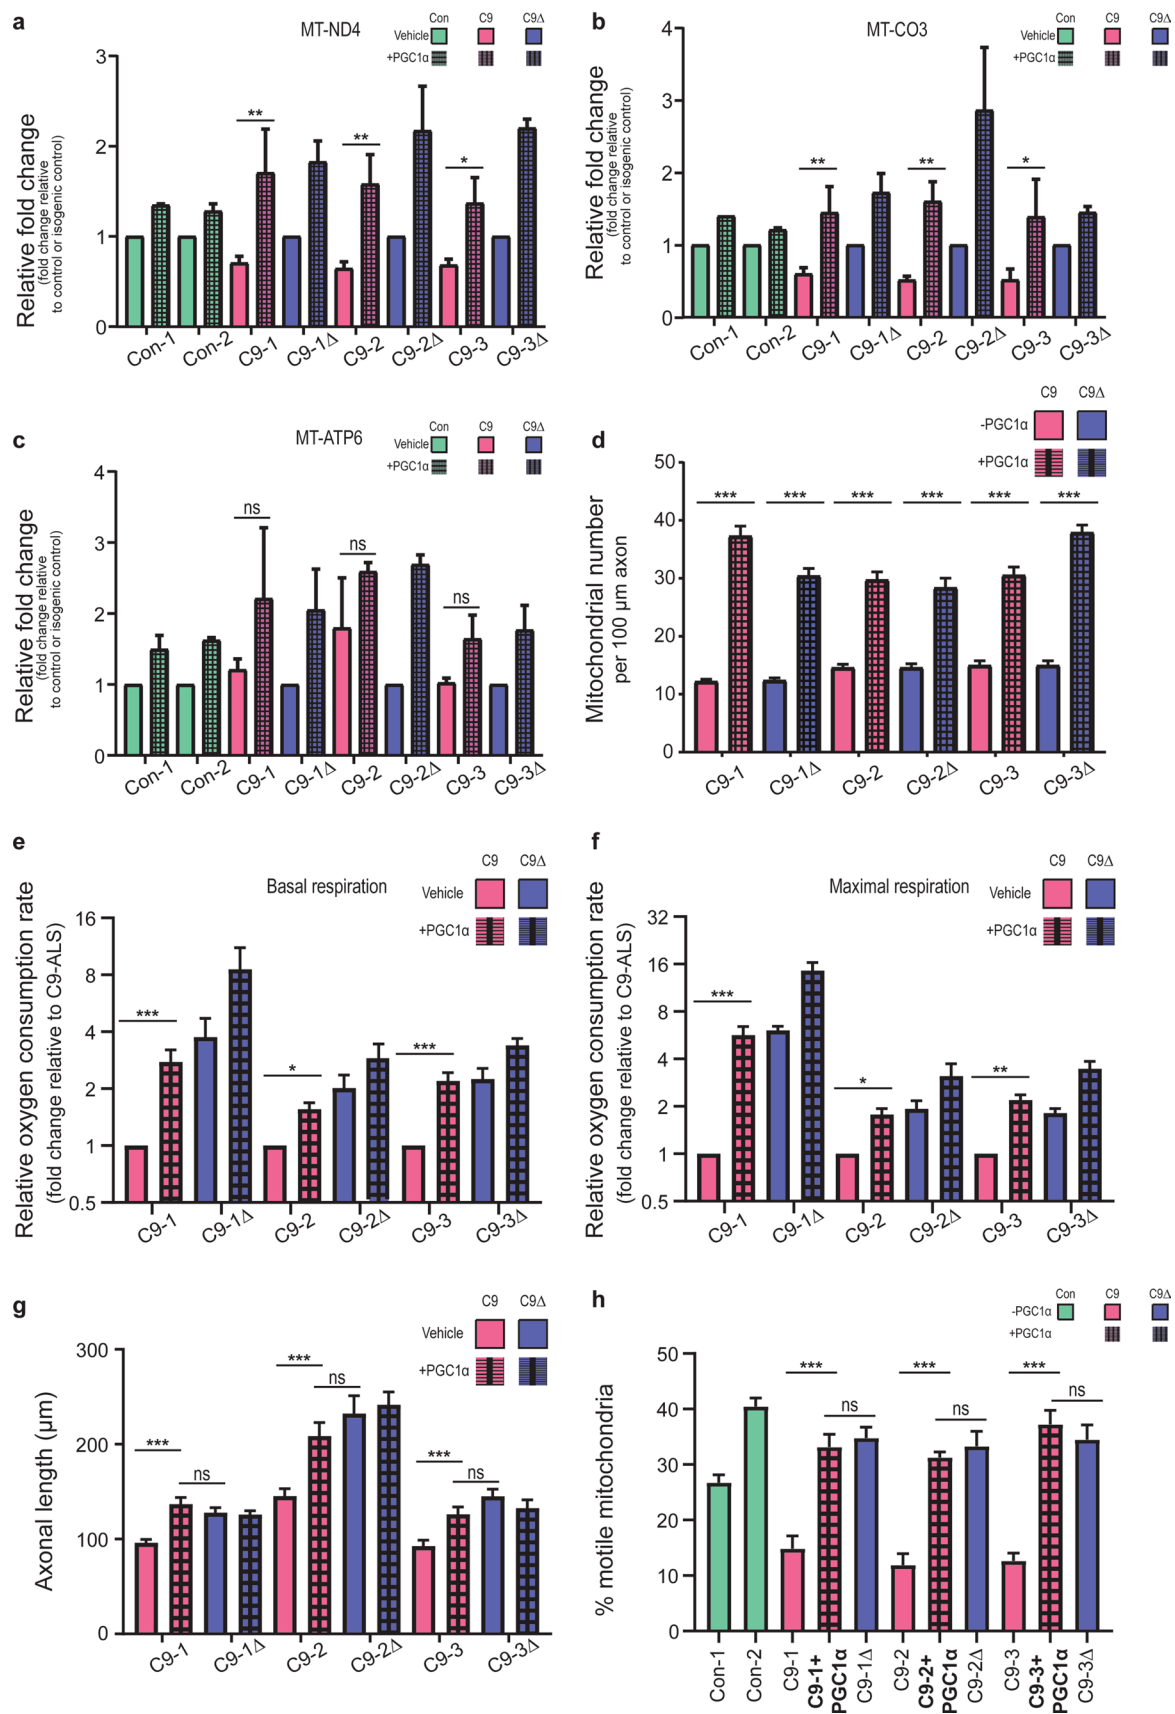 a
MT-ND4
Con C9 C9Δ
Vehicle
+PGC1α
Relative fold change
(fold change relative
to control or isogenic control)
3
2
1
0
** ** *
Con-1 Con-2 C9-1 C9-1Δ C9-2 C9-2Δ C9-3 C9-3Δ
b
MT-CO3
Con C9 C9Δ
Vehicle
+PGC1α
Relative fold change
(fold change relative
to control or isogenic control)
4
3
2
1
0
** ** *
Con-1 Con-2 C9-1 C9-1Δ C9-2 C9-2Δ C9-3 C9-3Δ
c
MT-ATP6
Con C9 C9Δ
Vehicle
+PGC1α
Relative fold change
(fold change relative
to control or isogenic control)
4
3
2
1
0
ns ns ns
Con-1 Con-2 C9-1 C9-1Δ C9-2 C9-2Δ C9-3 C9-3Δ
d
C9 C9Δ
-PGC1α
+PGC1α
Mitochondrial number
per 100 µm axon
50
40
30
20
10
0
*** *** *** *** *** ***
C9-1 C9-1Δ C9-2 C9-2Δ C9-3 C9-3Δ
e
Basal respiration
C9 C9Δ
Vehicle
+PGC1α
Relative oxygen consumption rate
(fold change relative to C9-ALS)
16
8
4
2
1
0.5
*** * ***
C9-1 C9-1Δ C9-2 C9-2Δ C9-3 C9-3Δ
f
Maximal respiration
C9 C9Δ
Vehicle
+PGC1α
Relative oxygen consumption rate
(fold change relative to C9-ALS)
32
16
8
4
2
1
0.5
*** * **
C9-1 C9-1Δ C9-2 C9-2Δ C9-3 C9-3Δ
g
C9 C9Δ
Vehicle
+PGC1α
Axonal length (µm)
300
200
100
0
*** ns *** ns *** ns
C9-1 C9-1Δ C9-2 C9-2Δ C9-3 C9-3Δ
h
Con C9 C9Δ
-PGC1α
+PGC1α
% motile mitochondria
50
40
30
20
10
0
*** ns *** ns *** ns
Con-1
Con-2
C9-1
C9-1+
PGC1α
C9-1Δ
C9-2
C9-2+
PGC1α
C9-2Δ
C9-3
C9-3+
PGC1α
C9-3Δ